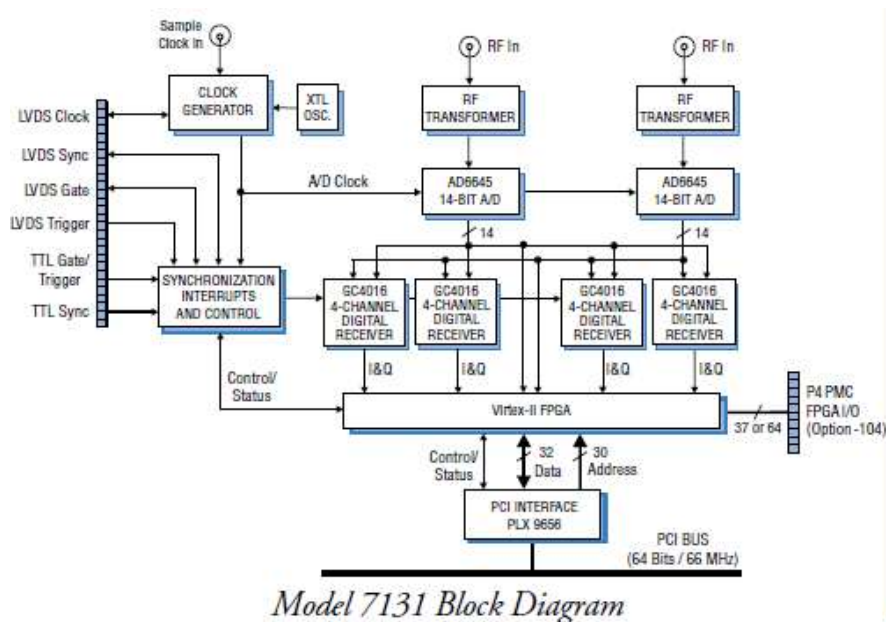 Sample
Clock In
RF In
RF In
CLOCK
GENERATOR
XTL
OSC.
RF
TRANSFORMER
RF
TRANSFORMER
LVDS Clock
LVDS Sync
LVDS Gate
LVDS Trigger
TTL Gate/
Trigger
TTL Sync
A/D Clock
AD6645
14-BIT A/D
AD6645
14-BIT A/D
14
14
SYNCHRONIZATION
INTERRUPTS
AND CONTROL
GC4016
4-CHANNEL
DIGITAL
RECEIVER
GC4016
4-CHANNEL
DIGITAL
RECEIVER
GC4016
4-CHANNEL
DIGITAL
RECEIVER
GC4016
4-CHANNEL
DIGITAL
RECEIVER
I&Q
I&Q
I&Q
I&Q
Control/
Status
Virtex-II FPGA
37 or 64
P4 PMC
FPGA I/O
(Option -104)
Control/
Status
32
Data
30
Address
PCI INTERFACE
PLX 9656
PCI BUS
(64 Bits / 66 MHz)
Model 7131 Block Diagram